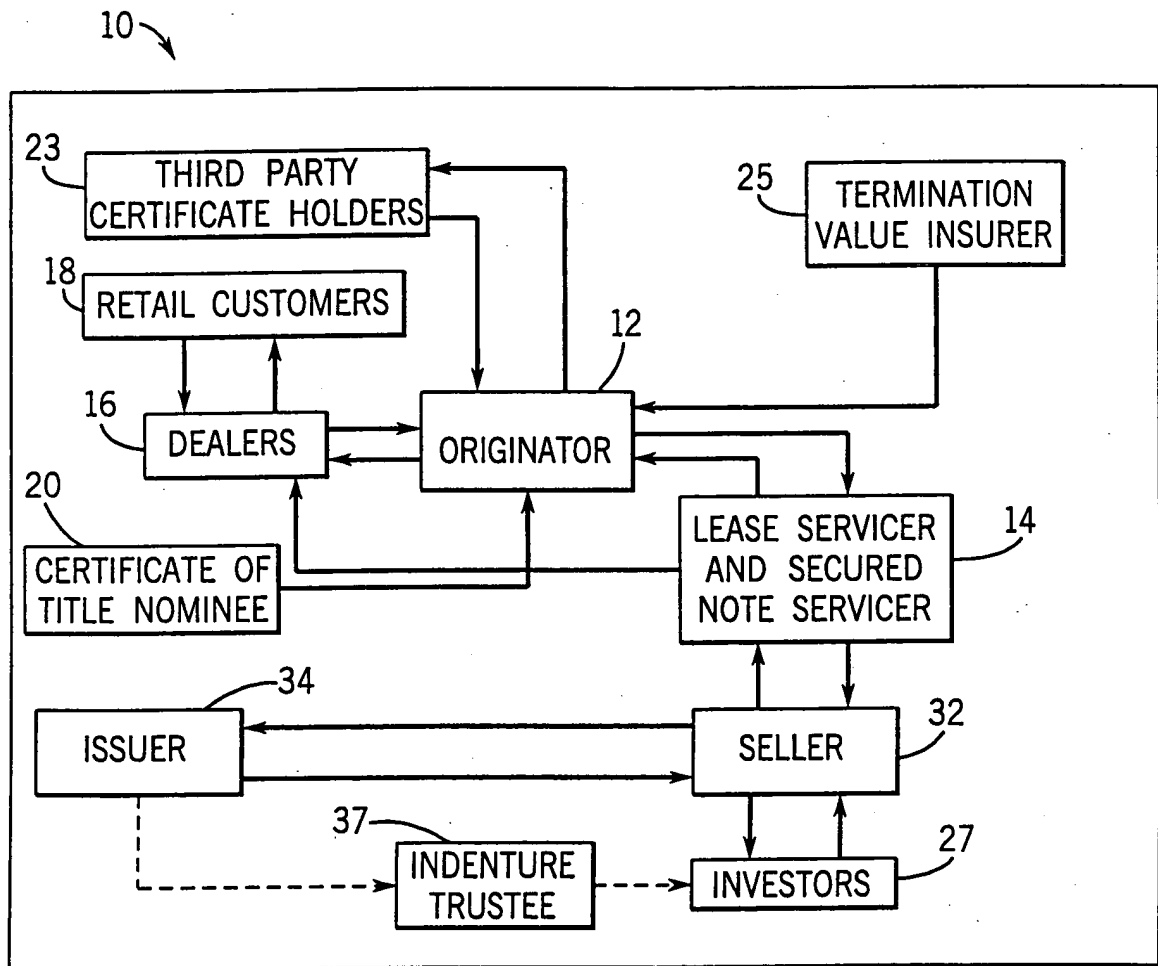 10
23
THIRD PARTY
CERTIFICATE HOLDERS
25
TERMINATION
VALUE INSURER
18
RETAIL CUSTOMERS
12
16
DEALERS
ORIGINATOR
20
CERTIFICATE OF
TITLE NOMINEE
LEASE SERVICER
AND SECURED
NOTE SERVICER
14
34
ISSUER
SELLER
32
37
INDENTURE
TRUSTEE
INVESTORS
27